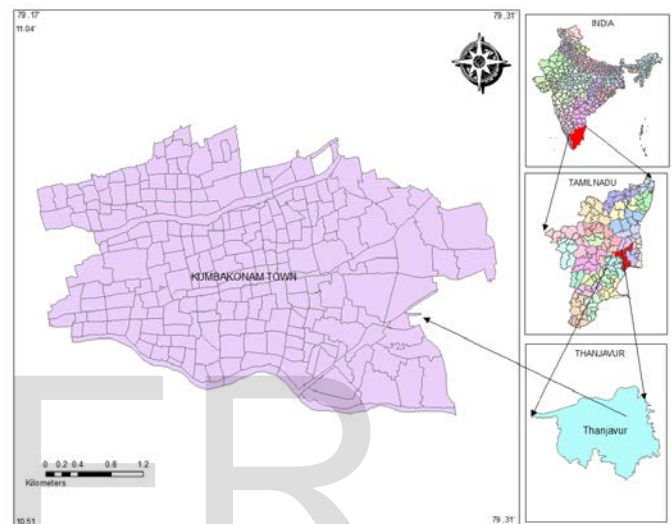 79.17'
79,31'
11.04'
INDIA
TAMILNADU
KUMBAKONAM TOWN
THANJAVUR
Thanjavur
0 0.2 0.4 0.8 1.2
Kilometers
10.51
79,31'